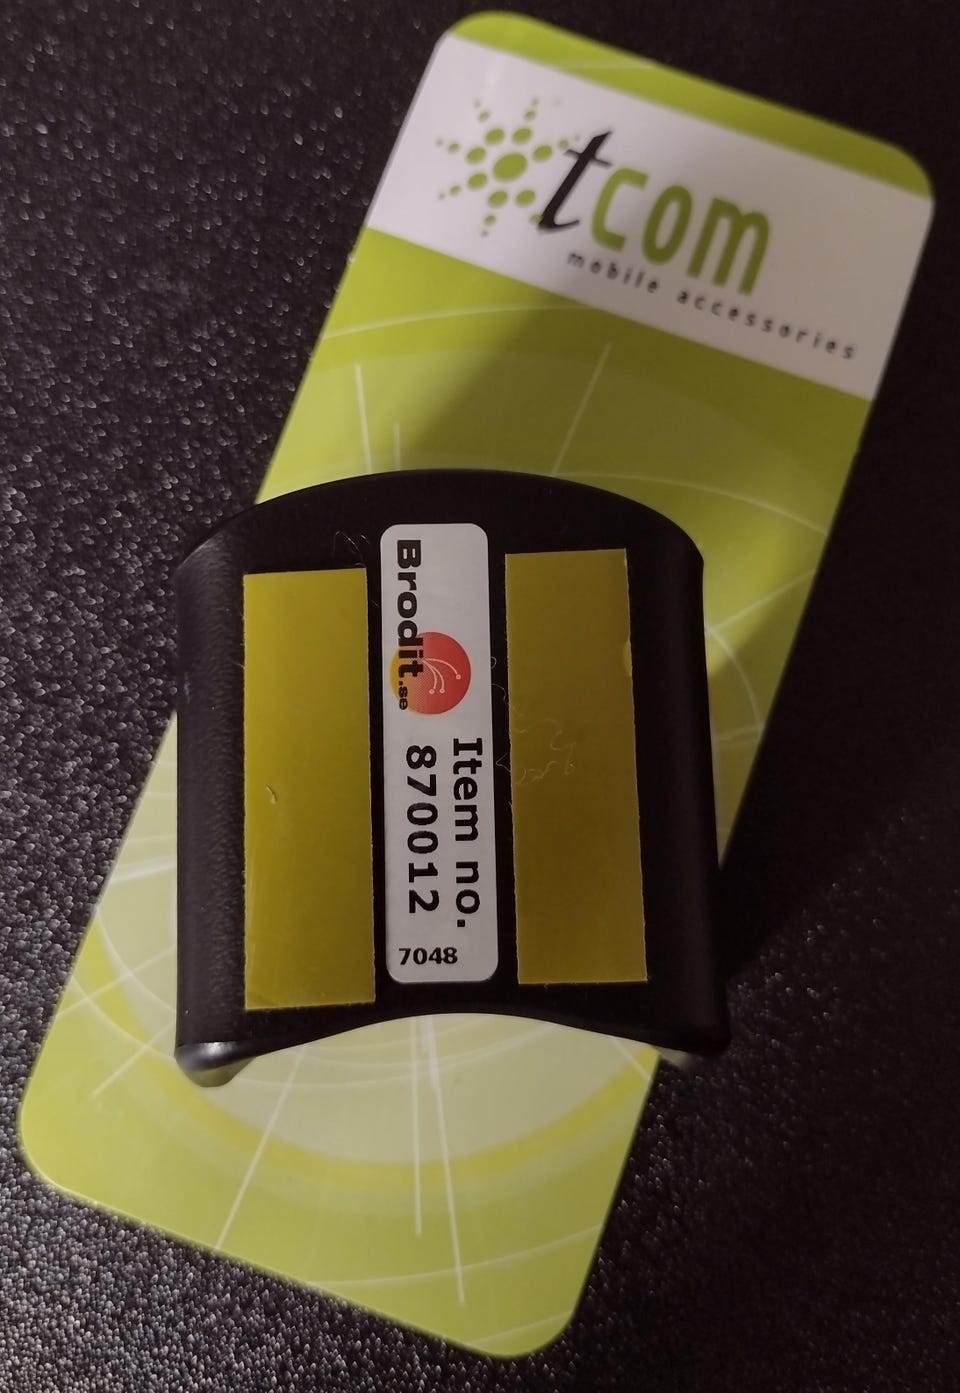 tcom
mobile accessories
Brodit.se
Item no.
870012
7048